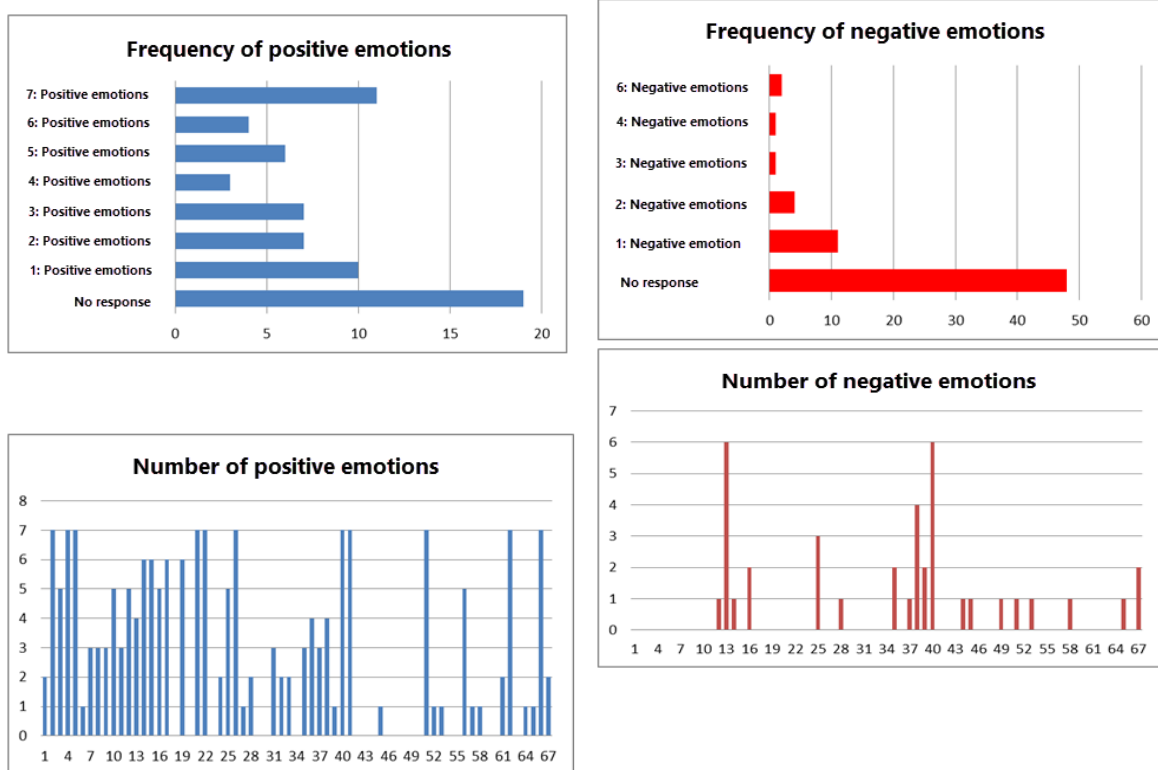 Frequency of positive emotions
7: Positive emotions
6: Positive emotions
5: Positive emotions
4: Positive emotions
3: Positive emotions
2: Positive emotions
1: Positive emotions
No response
0 5 10 15 20
Frequency of negative emotions
6: Negative emotions
4: Negative emotions
3: Negative emotions
2: Negative emotions
1: Negative emotion
No response
0 10 20 30 40 50 60
Number of positive emotions
8
7
6
5
4
3
2
1
0
1 4 7 10 13 16 19 22 25 28 31 34 37 40 43 46 49 52 55 58 61 64 67
Number of negative emotions
7
6
5
4
3
2
1
0
1 4 7 10 13 16 19 22 25 28 31 34 37 40 43 46 49 52 55 58 61 64 67